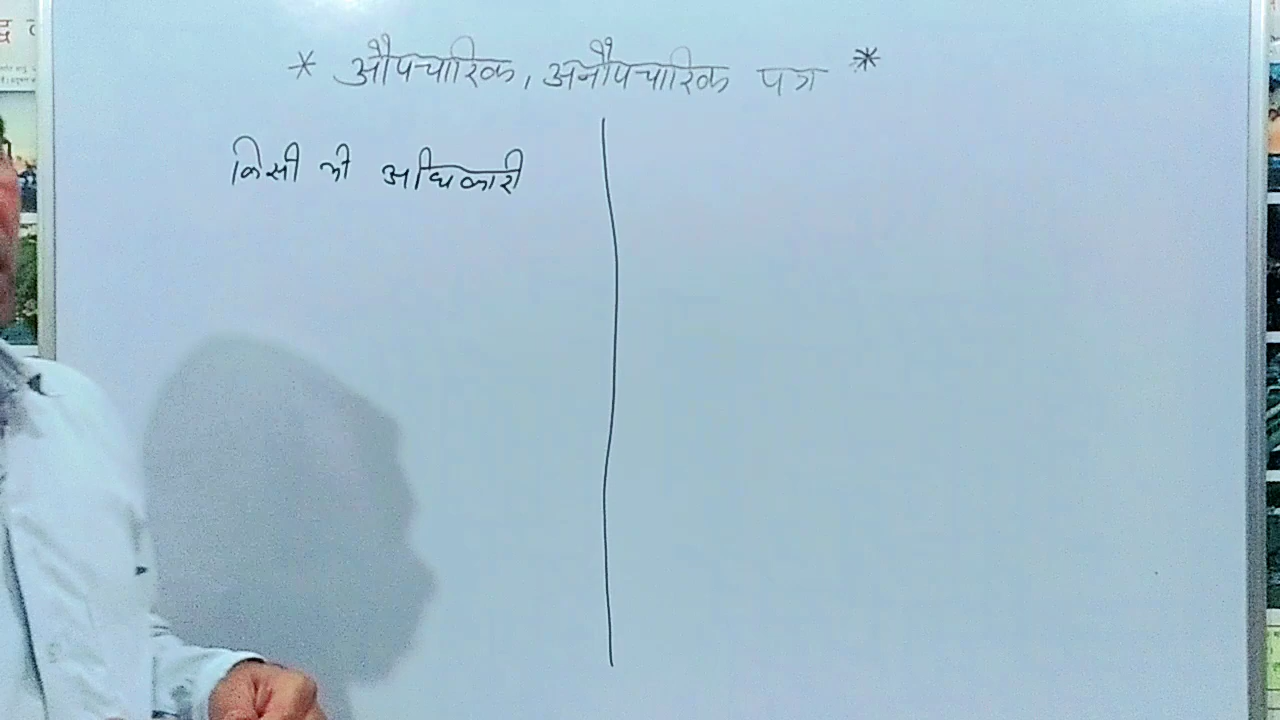 * औपचारिक, अनौपचारिक पत्र *
किसी भी अधिकारी